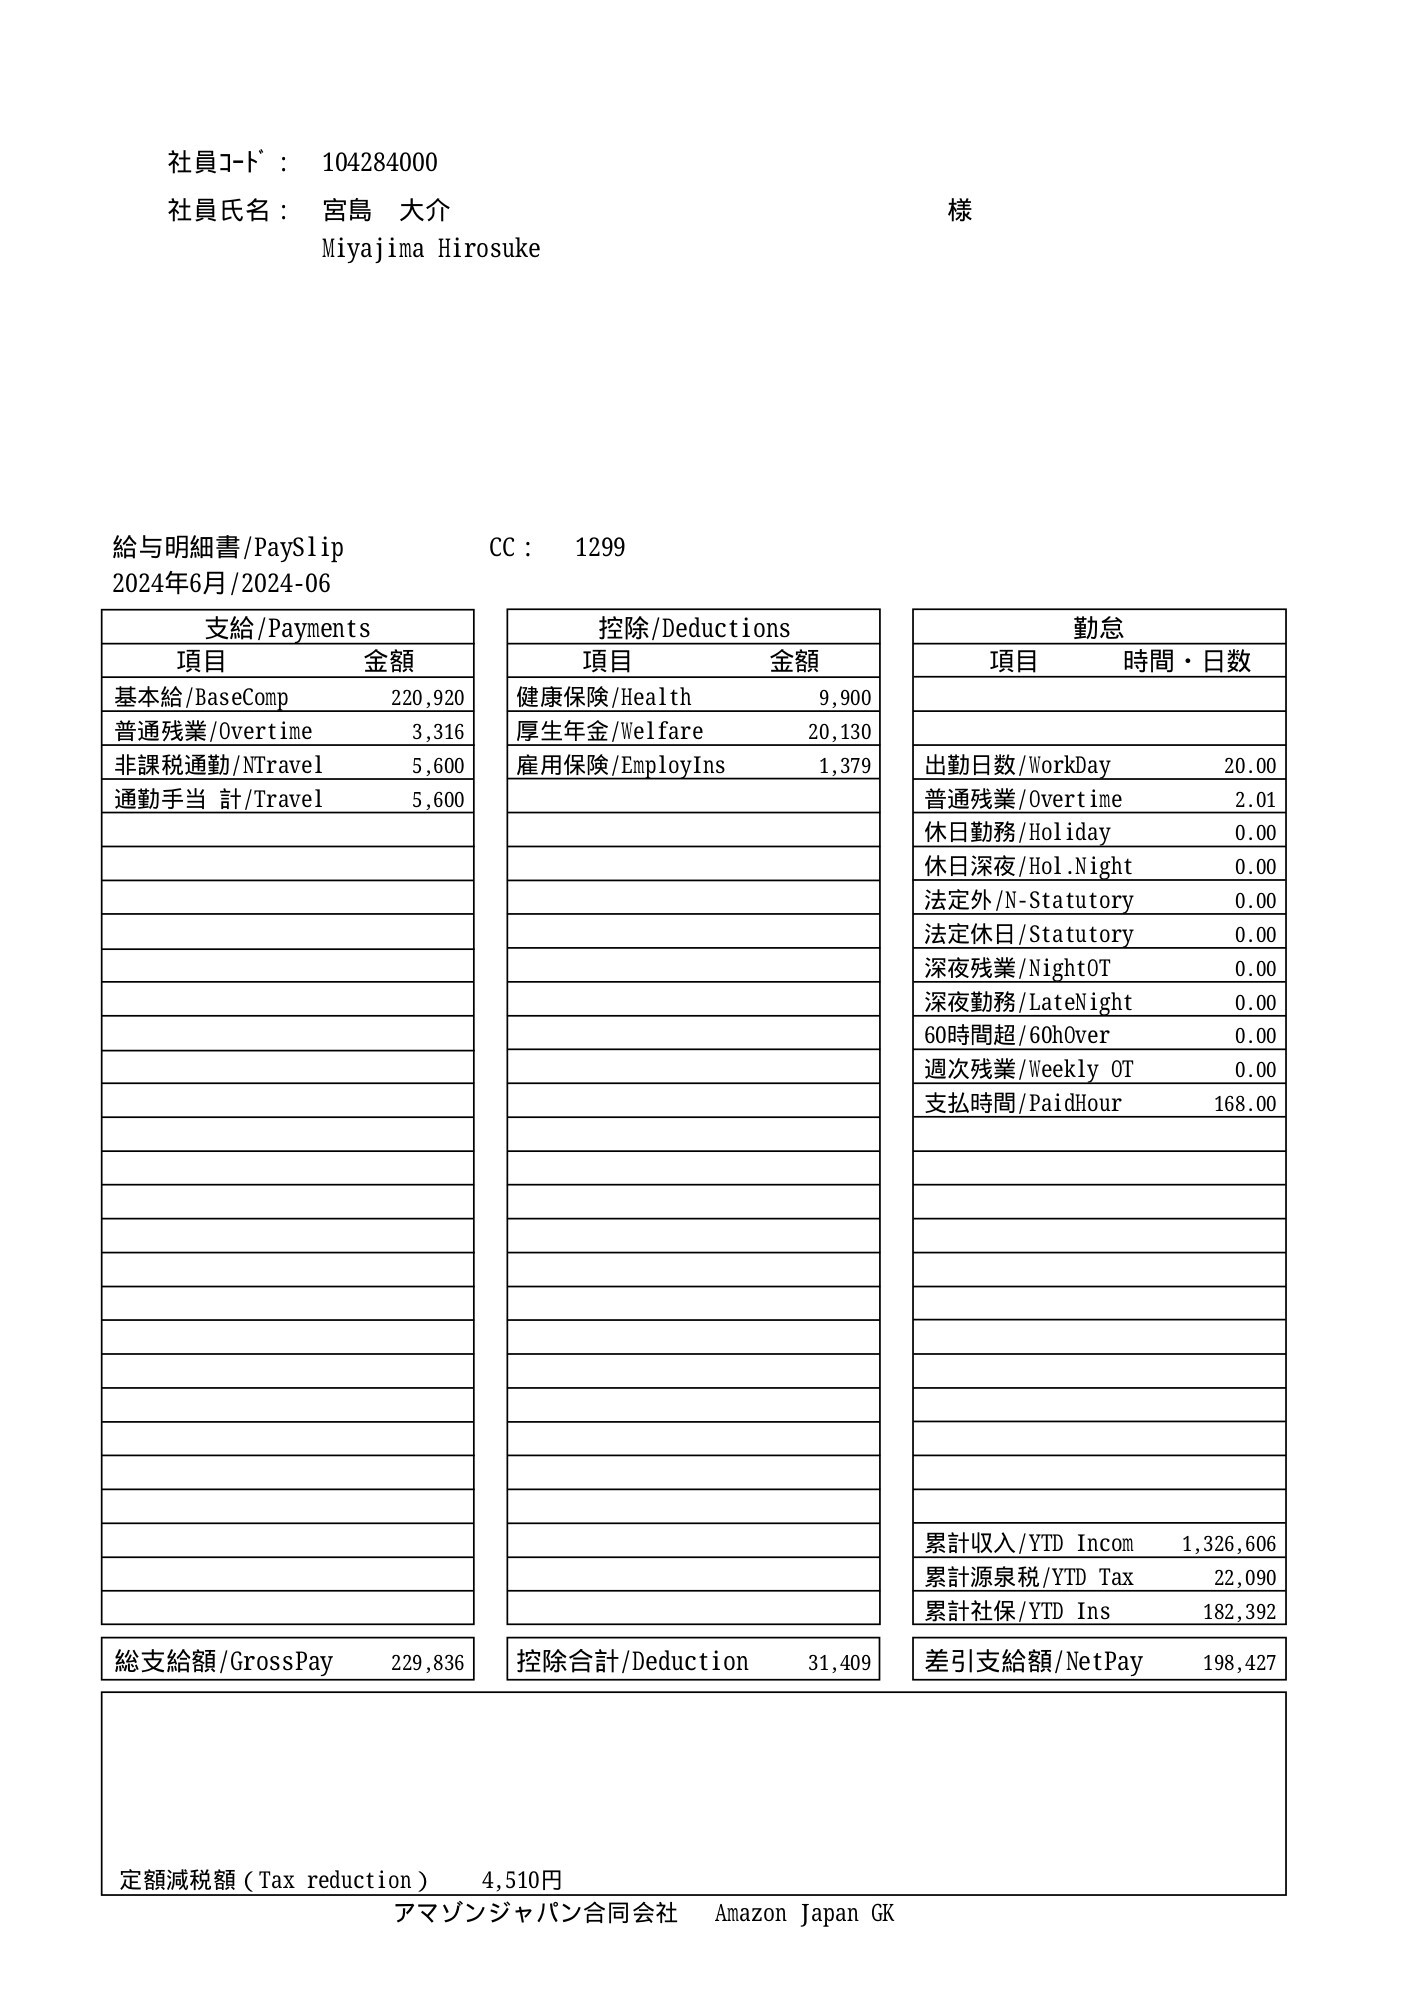 社員ｺｰﾄﾞ： 104284000
社員氏名： 宮島　大介 様
Miyajima Hirosuke
給与明細書/PaySlip CC： 1299
2024年6月/2024-06
支給/Payments
項目 金額
基本給/BaseComp 220,920
普通残業/Overtime 3,316
非課税通勤/NTravel 5,600
通勤手当 計/Travel 5,600
総支給額/GrossPay 229,836
控除/Deductions
項目 金額
健康保険/Health 9,900
厚生年金/Welfare 20,130
雇用保険/EmployIns 1,379
控除合計/Deduction 31,409
勤怠
項目 時間・日数
出勤日数/WorkDay 20.00
普通残業/Overtime 2.01
休日勤務/Holiday 0.00
休日深夜/Hol.Night 0.00
法定外/N-Statutory 0.00
法定休日/Statutory 0.00
深夜残業/NightOT 0.00
深夜勤務/LateNight 0.00
60時間超/60hOver 0.00
週次残業/Weekly OT 0.00
支払時間/PaidHour 168.00
累計収入/YTD Incom 1,326,606
累計源泉税/YTD Tax 22,090
累計社保/YTD Ins 182,392
差引支給額/NetPay 198,427
定額減税額（Tax reduction） 4,510円
アマゾンジャパン合同会社 Amazon Japan GK